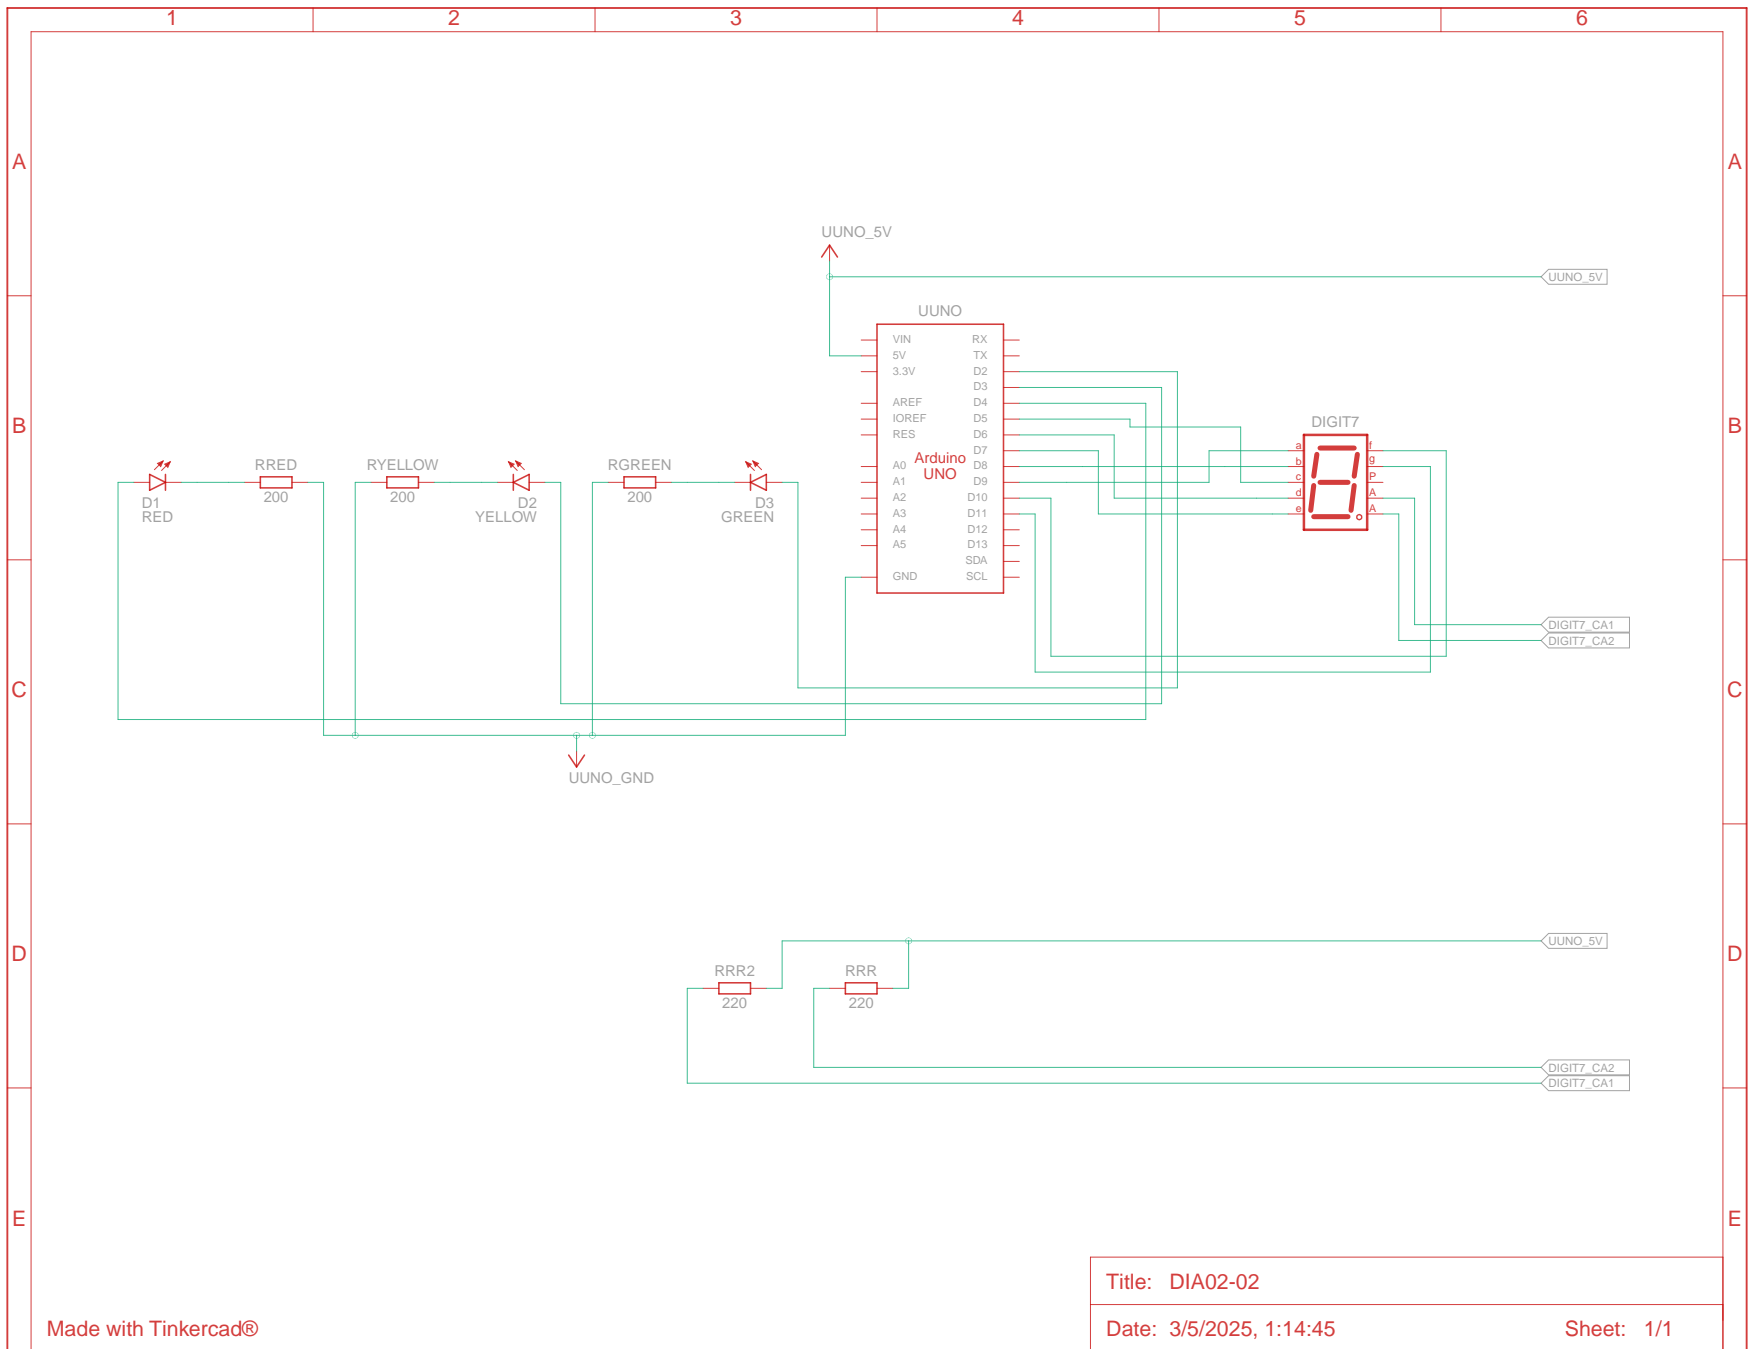 1 2 3 4 5 6
A A
UUNO_5V
UUNO_5V
B B
UUNO
VIN RX
5V TX
3.3V D2
D3
AREF D4
IOREF D5
RES D6
D7
A0 D8
A1 D9
A2 D10
A3 D11
A4 D12
A5 D13
SDA
GND SCL
Arduino
UNO
DIGIT7
a f
b g
c P
d A
e A
RRED
200
D1
RED
RYELLOW
200
D2
YELLOW
RGREEN
200
D3
GREEN
DIGIT7_CA1
DIGIT7_CA2
C C
UUNO_GND
D D
UUNO_5V
RRR2
220
RRR
220
DIGIT7_CA2
DIGIT7_CA1
E E
Title: DIA02-02
Made with Tinkercad®
Date: 3/5/2025, 1:14:45 Sheet: 1/1